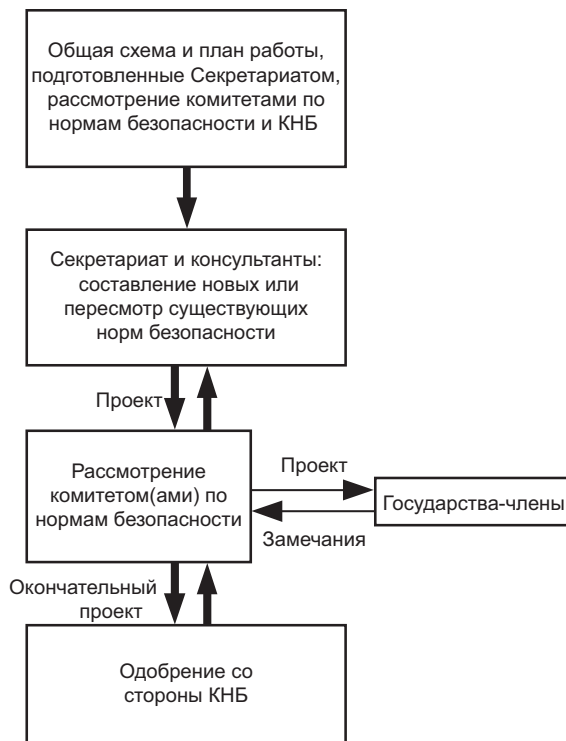 Общая схема и план работы,
подготовленные Секретариатом,
рассмотрение комитетами по
нормам безопасности и КНБ
Секретариат и консультанты:
составление новых или
пересмотр существующих
норм безопасности
Проект
Рассмотрение
комитетом(ами) по
нормам безопасности
Проект
Замечания
Государства-члены
Окончательный
проект
Одобрение со
стороны КНБ